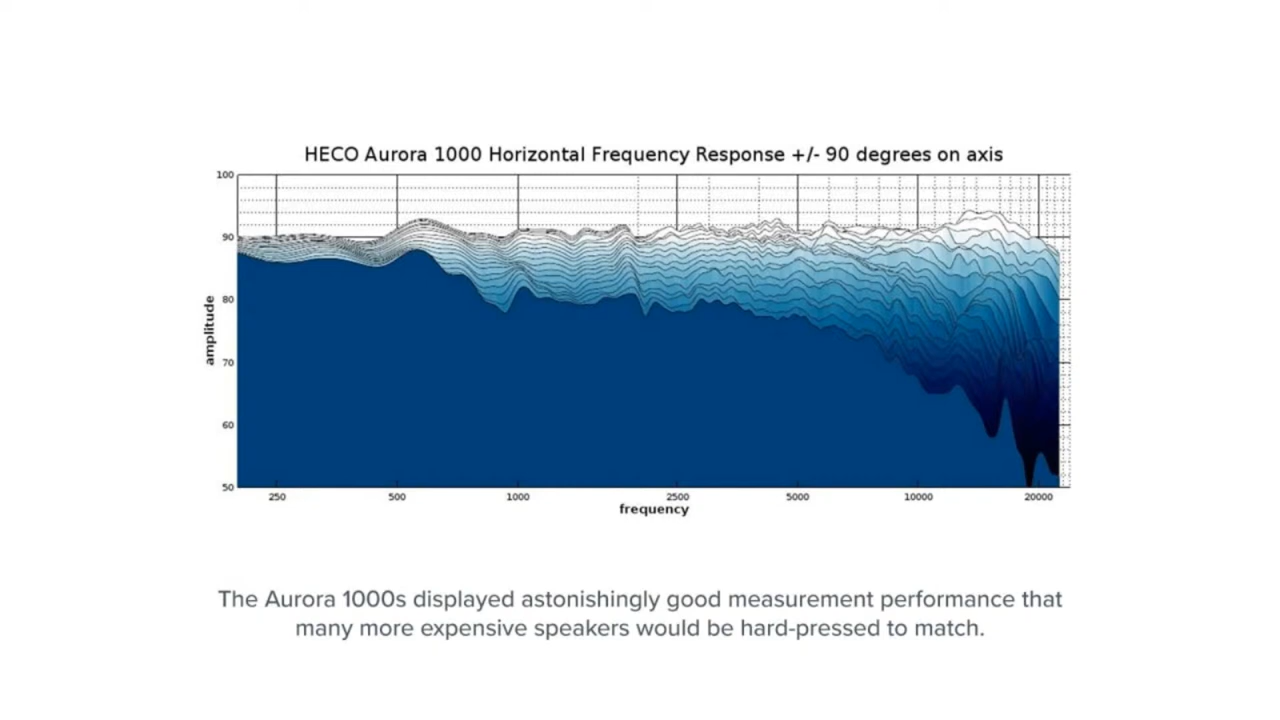 HECO Aurora 1000 Horizontal Frequency Response +/- 90 degrees on axis
100
90
80
70
60
50
amplitude
250
500
1000
2500
5000
10000
20000
frequency
The Aurora 1000s displayed astonishingly good measurement performance that
many more expensive speakers would be hard-pressed to match.